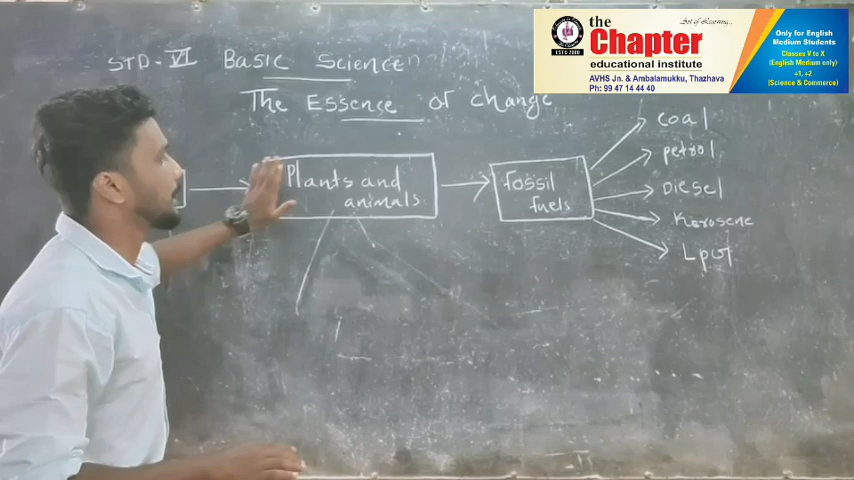 STD-VI Basic Science
The Essence of change
Plants and
animals
fossil
fuels
coal
petrol
Diesel
Kerosene
the
Chapter
educational institute
Art of Learning...
ESTD 2009
AVHS Jn. & Ambalamukku, Thazhava
Ph: 99 47 14 44 40
Only for English
Medium Students
Classes V to X
(English Medium only)
+1, +2
(Science & Commerce)